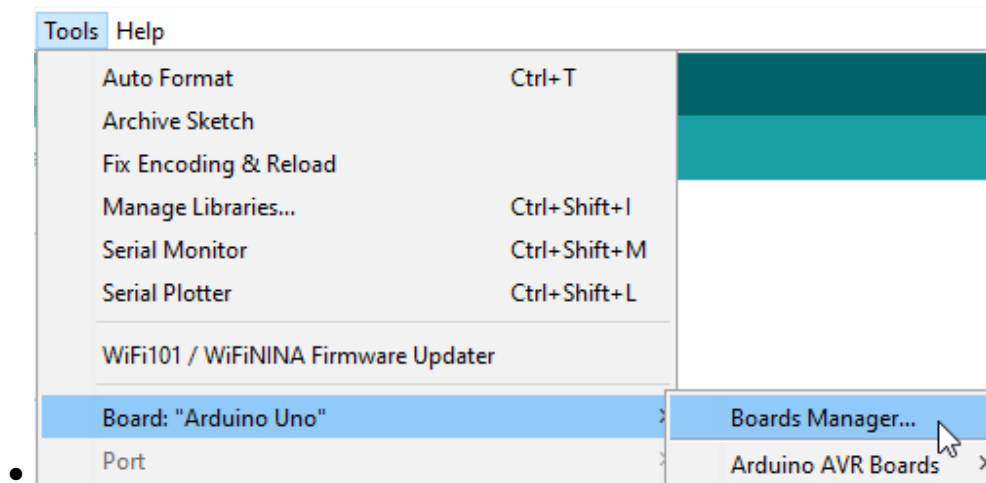 Tools Help
Auto Format Ctrl+T
Archive Sketch
Fix Encoding & Reload
Manage Libraries... Ctrl+Shift+I
Serial Monitor Ctrl+Shift+M
Serial Plotter Ctrl+Shift+L
WiFi101 / WiFiNINA Firmware Updater
Board: "Arduino Uno" Boards Manager...
Port Arduino AVR Boards